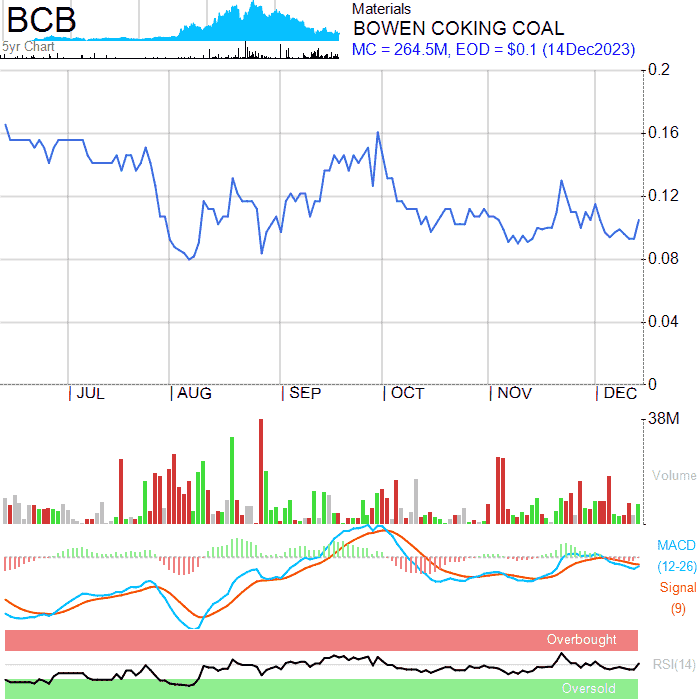 BCB
5yr Chart
Materials
BOWEN COKING COAL
MC = 264.5M, EOD = $0.1 (14Dec2023)
0.2
0.16
0.12
0.08
0.04
0
JUL AUG SEP OCT NOV DEC
38M
Volume
MACD
(12-26)
Signal
(9)
Overbought
RSI(14)
Oversold